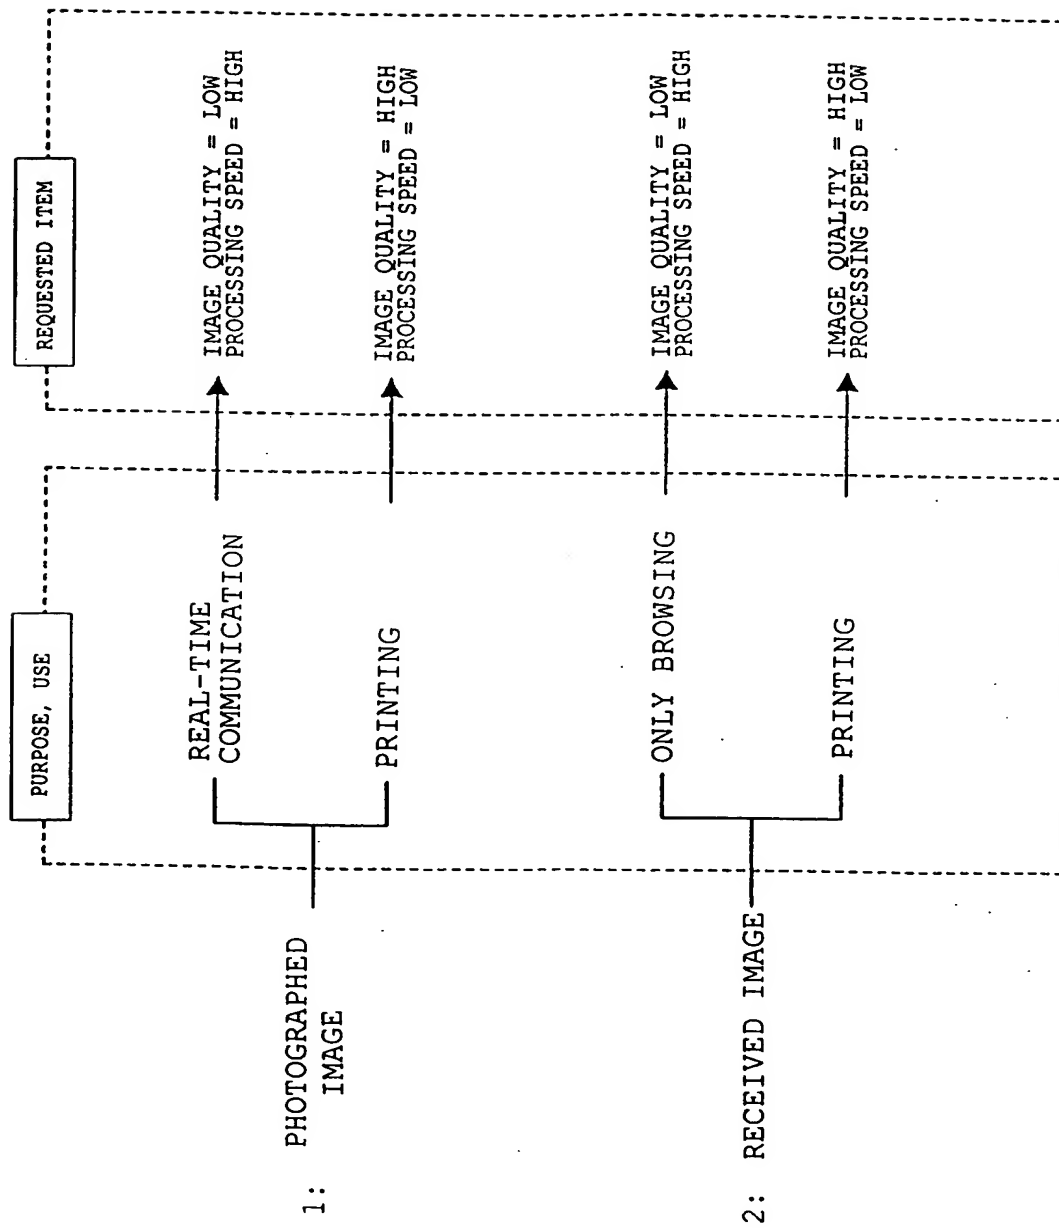 PURPOSE, USE
REQUESTED ITEM
1: PHOTOGRAPHED
IMAGE
REAL-TIME
COMMUNICATION
IMAGE QUALITY = LOW
PROCESSING SPEED = HIGH
PRINTING
IMAGE QUALITY = HIGH
PROCESSING SPEED = LOW
2: RECEIVED IMAGE
ONLY BROWSING
IMAGE QUALITY = LOW
PROCESSING SPEED = HIGH
PRINTING
IMAGE QUALITY = HIGH
PROCESSING SPEED = LOW